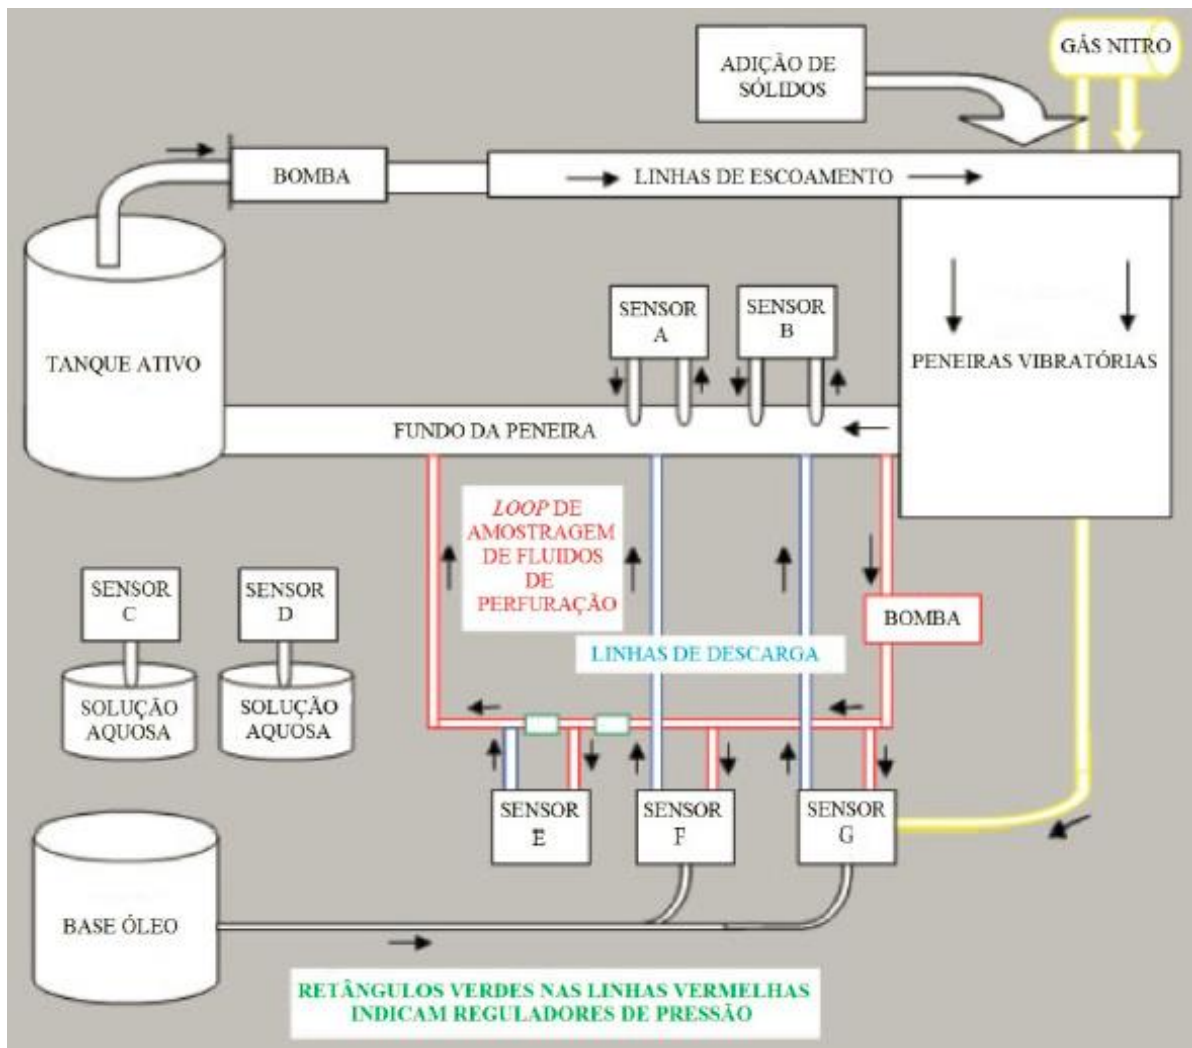 GÁS NITRO
ADIÇÃO DE
SÓLIDOS
BOMBA
LINHAS DE ESCOAMENTO
SENSOR
A
SENSOR
B
TANQUE ATIVO
PENEIRAS VIBRATÓRIAS
FUNDO DA PENEIRA
LOOP DE
AMOSTRAGEM
DE FLUIDOS
DE
PERFURAÇÃO
SENSOR
C
SENSOR
D
BOMBA
LINHAS DE DESCARGA
SOLUÇÃO
AQUOSA
SOLUÇÃO
AQUOSA
SENSOR
E
SENSOR
F
SENSOR
G
BASE ÓLEO
RETÂNGULOS VERDES NAS LINHAS VERMELHAS
INDICAM REGULADORES DE PRESSÃO